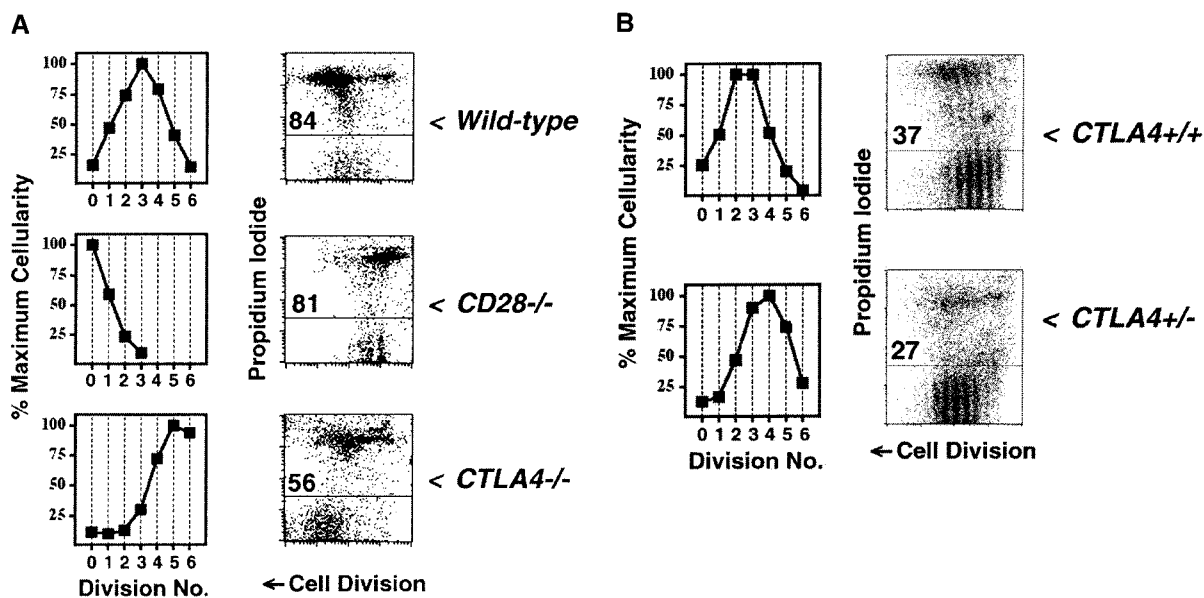 A
% Maximum Cellularity
100
75
50
25
0 1 2 3 4 5 6
100
75
50
25
0 1 2 3 4 5 6
100
75
50
25
0 1 2 3 4 5 6
Division No.
Propidium Iodide
84
< Wild-type
81
< CD28-/-
56
< CTLA4-/-
← Cell Division
B
% Maximum Cellularity
100
75
50
25
0 1 2 3 4 5 6
100
75
50
25
0 1 2 3 4 5 6
Division No.
Propidium Iodide
37
< CTLA4+/+
27
< CTLA4+/-
← Cell Division